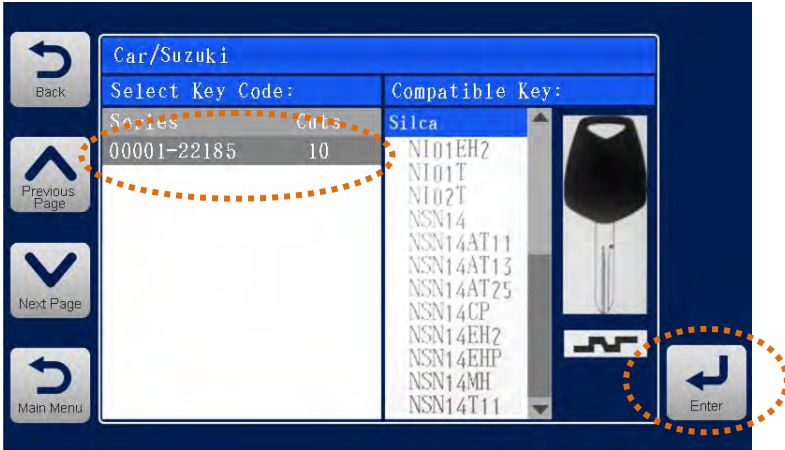 Car/Suzuki
Back
Select Key Code:
Compatible Key:
Series Cuts
Silca
00001-22185 10
NI01EH2
NI01T
NI02T
Previous
Page
NSN14
NSN14AT11
NSN14AT13
NSN14AT25
Next Page
NSN14CP
NSN14EH2
NSN14EHP
NSN14MH
NSN14T11
Main Menu
Enter